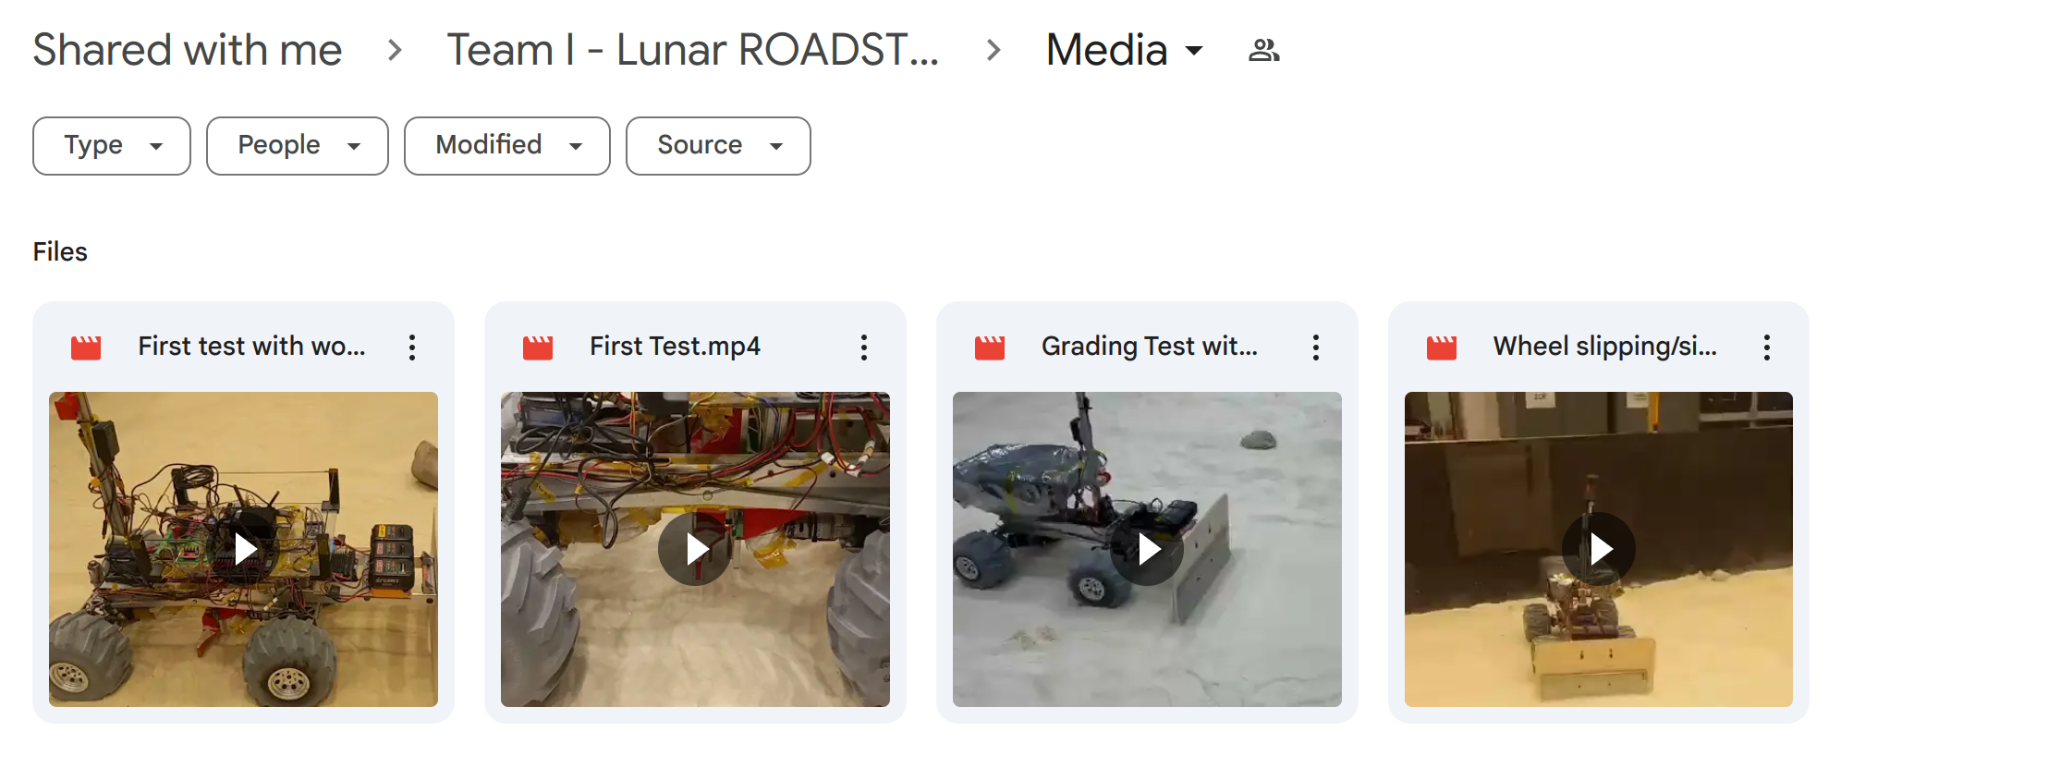 Shared with me > Team I - Lunar ROADST... > Media
Type People Modified Source
Files
First test with wo... First Test.mp4 Grading Test wit... Wheel slipping/si...